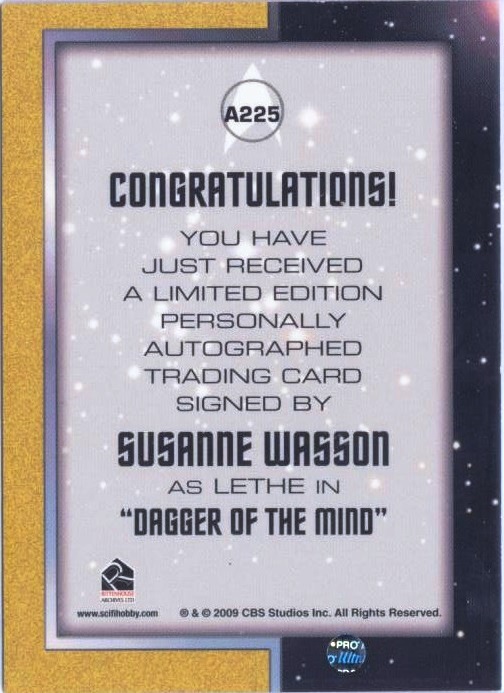 A225
CONGRATULATIONS!
YOU HAVE
JUST RECEIVED
A LIMITED EDITION
PERSONALLY
AUTOGRAPHED
TRADING CARD
SIGNED BY
SUSANNE WASSON
AS LETHE IN
"DAGGER OF THE MIND"
RITTENHOUSE
ARCHIVES LTD
www.scifihobby.com ® & © 2009 CBS Studios Inc. All Rights Reserved.
•PRO